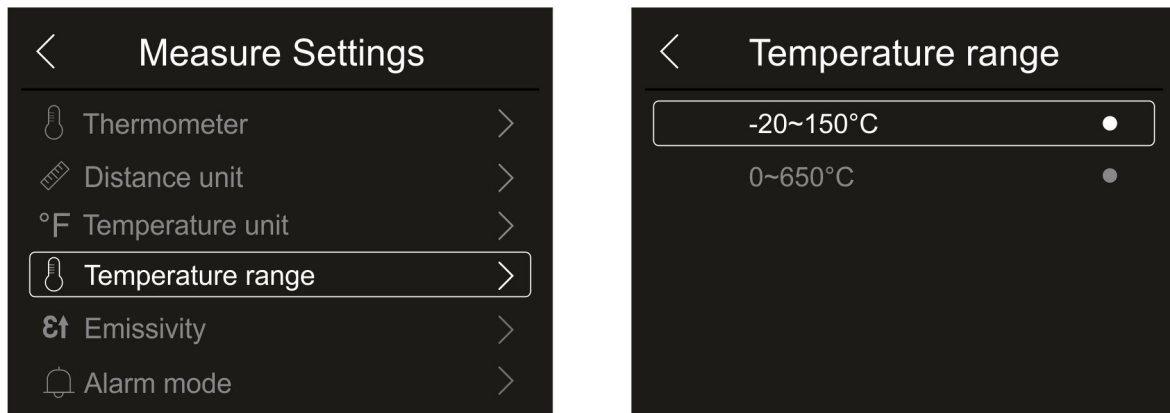 Measure Settings
Thermometer
Distance unit
°F Temperature unit
Temperature range
Ɛ Emissivity
Alarm mode
Temperature range
-20~150°C
0~650°C